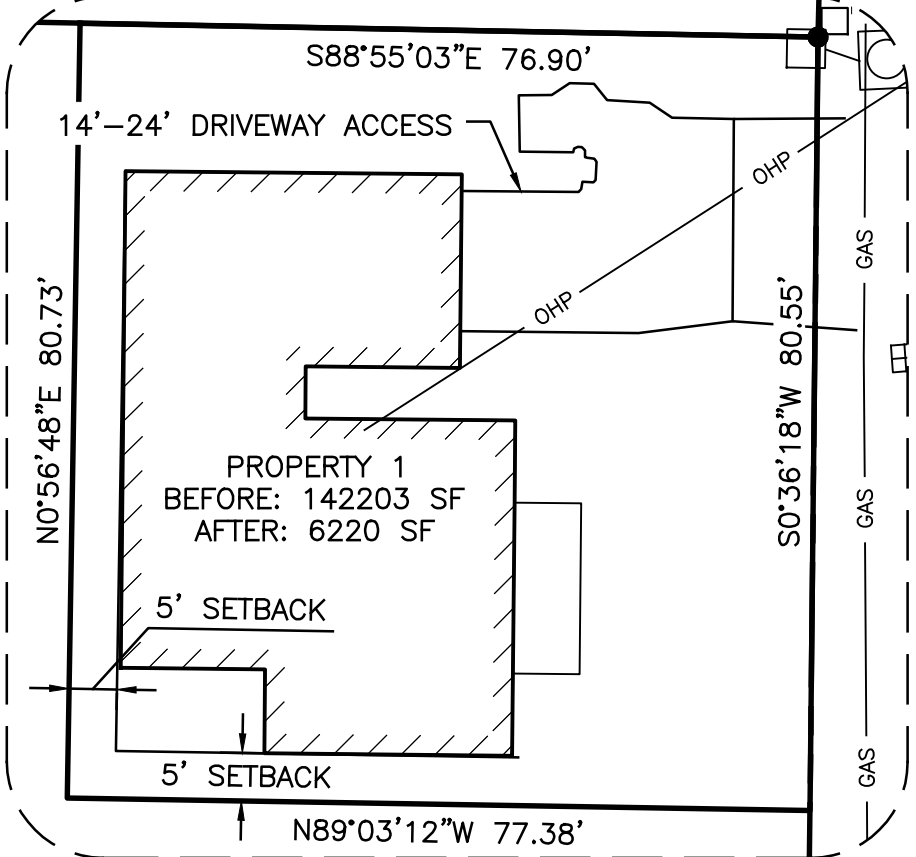 S88°55'03"E 76.90'
14'-24' DRIVEWAY ACCESS
OHP
OHP
GAS
N0°56'48"E 80.73'
S0°36'18"W 80.55'
PROPERTY 1
BEFORE: 142203 SF
AFTER: 6220 SF
GAS
5' SETBACK
5' SETBACK
GAS
N89°03'12"W 77.38'